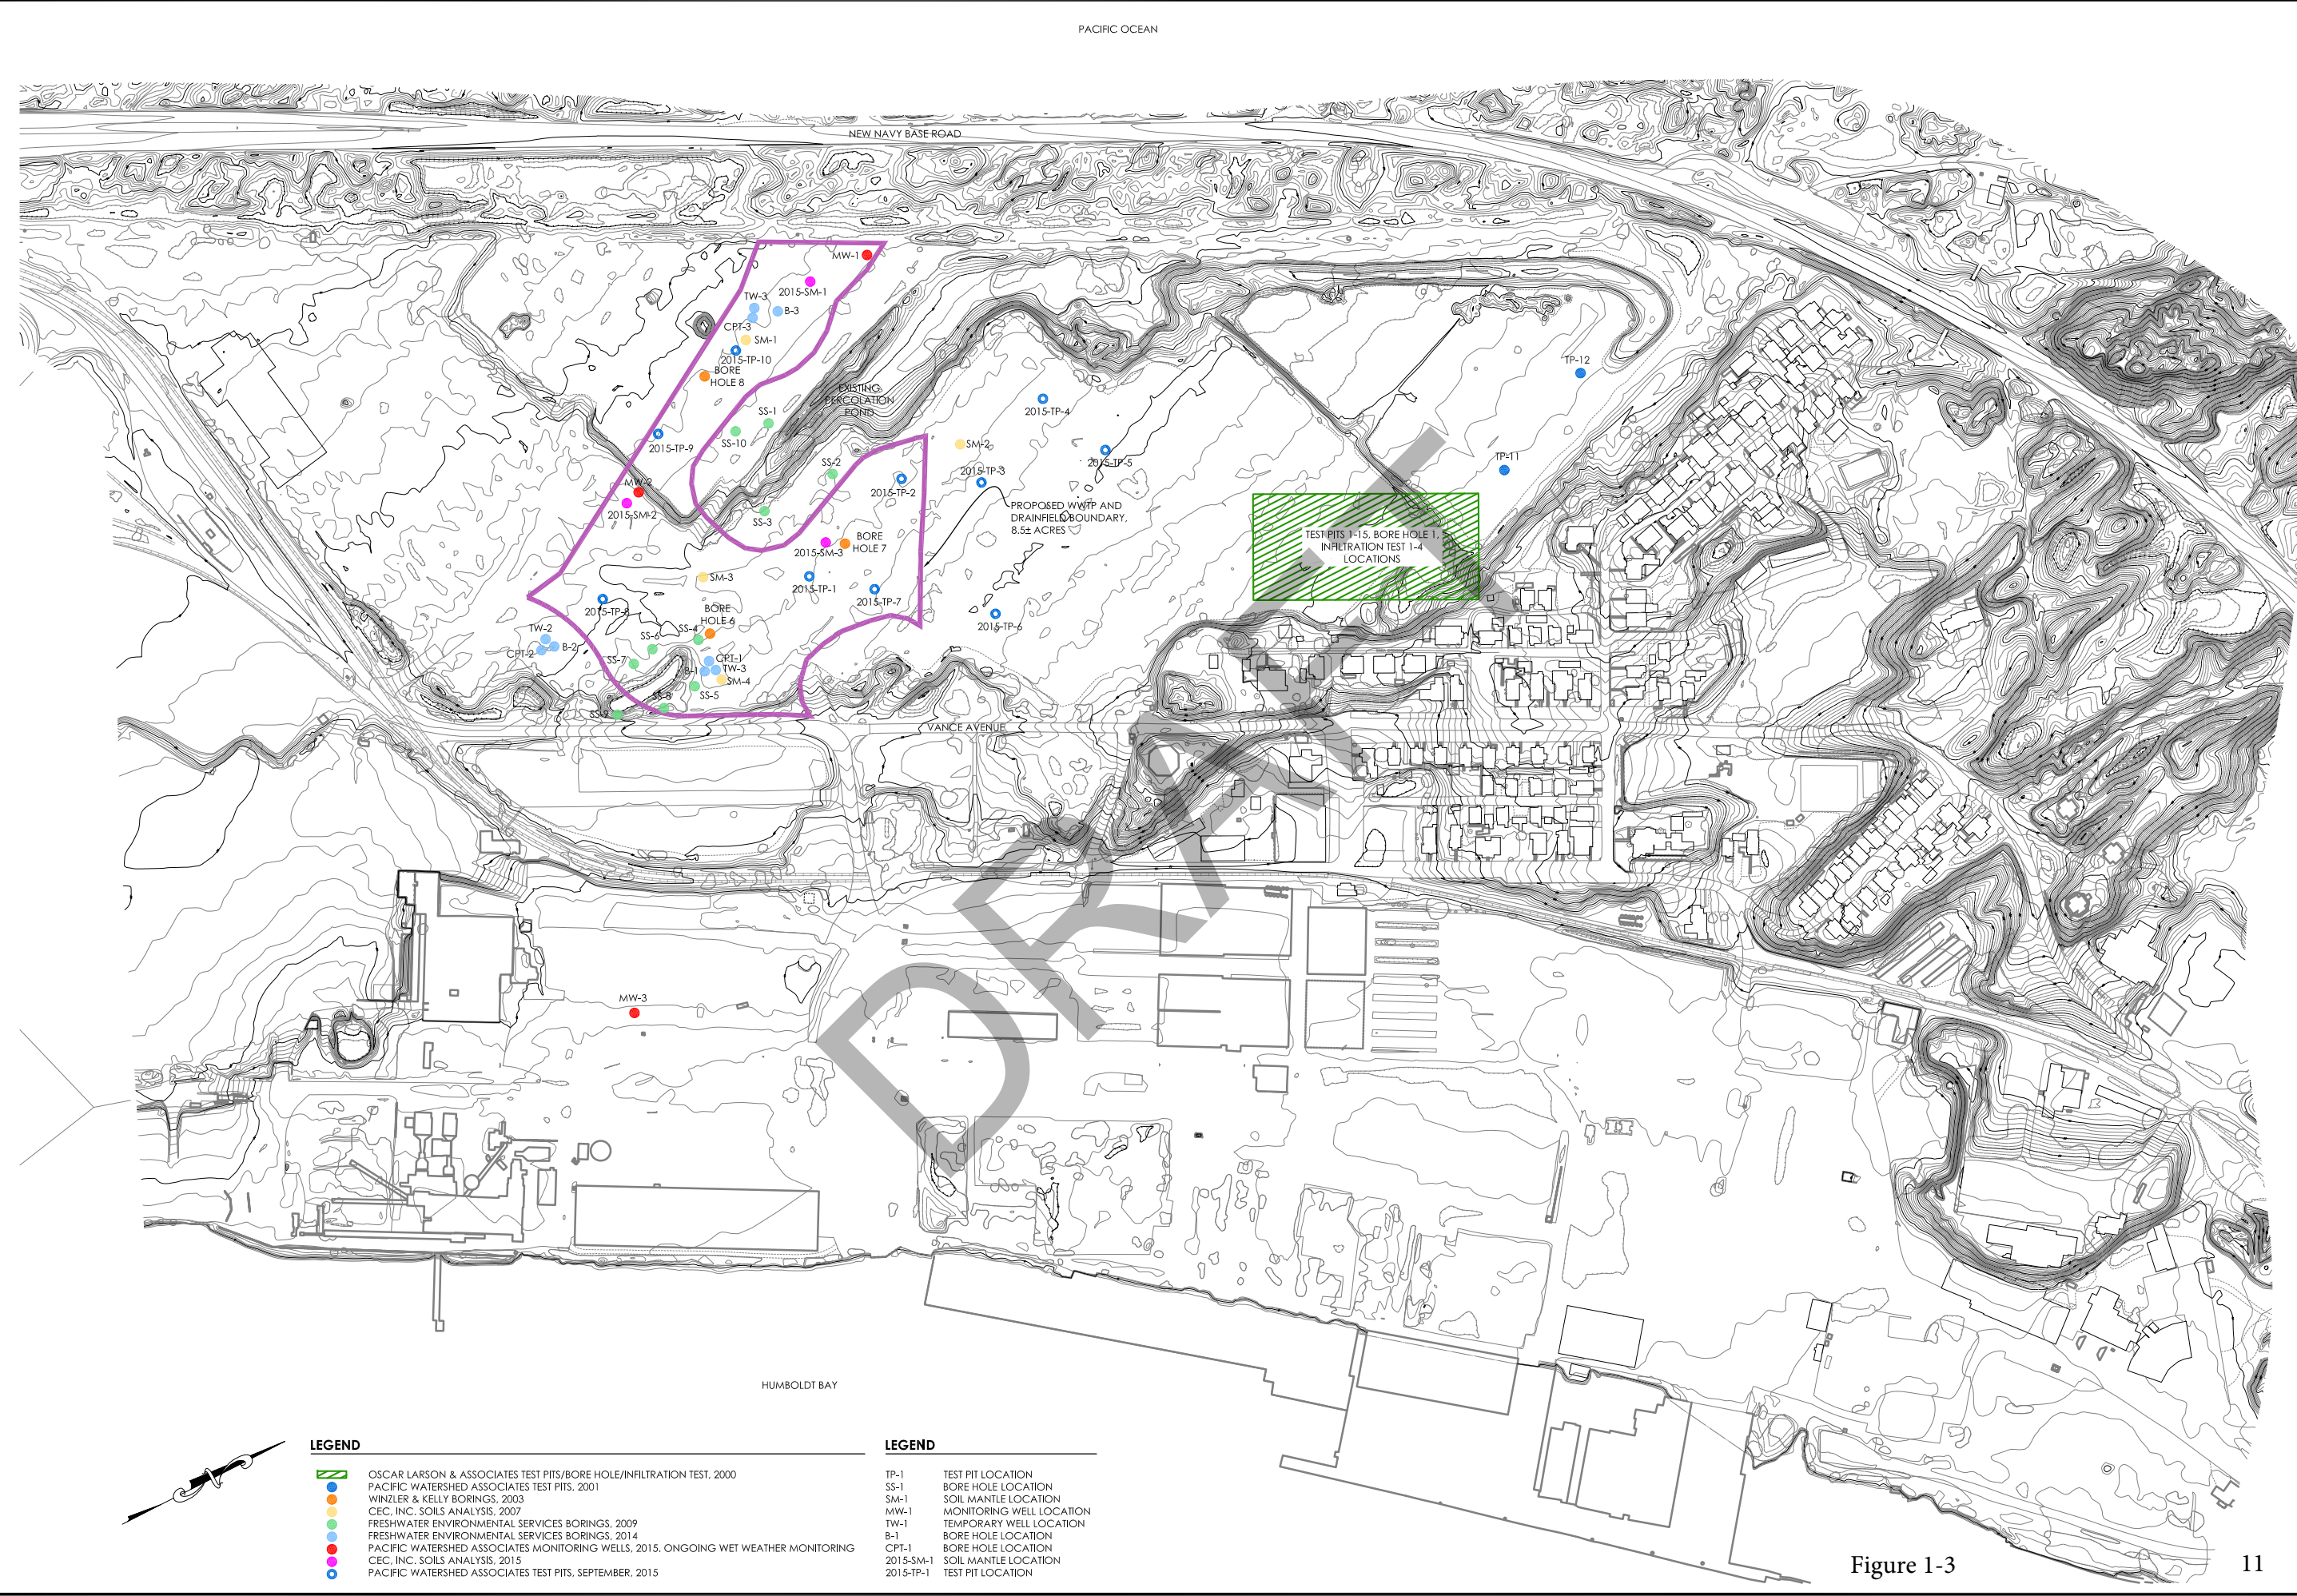 PACIFIC OCEAN
NEW NAVY BASE ROAD
MW-1
2015-SM-1
TW-3
B-3
CPT-3
SM-1
2015-TP-10
BORE
HOLE 8
EXISTING
PERCOLATION
POND
TP-12
2015-TP-4
SS-1
SS-10
2015-TP-9
SM-2
2015-TP-5
TP-11
SS-2
2015-TP-3
2015-TP-2
MW-2
2015-SM-2
SS-3
PROPOSED WWTP AND
DRAINFIELD BOUNDARY,
8.5± ACRES
TEST PITS 1-15, BORE HOLE 1,
INFILTRATION TEST 1-4
LOCATIONS
BORE
HOLE 7
2015-SM-3
SM-3
2015-TP-1
2015-TP-7
2015-TP-8
BORE
HOLE 6
2015-TP-6
TW-2
B-2
CPT-2
SS-4
SS-6
SS-7
CPT-1
B-1
TW-3
SM-4
SS-5
SS-8
SS-9
VANCE AVENUE
DRAFT
MW-3
HUMBOLDT BAY
LEGEND
OSCAR LARSON & ASSOCIATES TEST PITS/BORE HOLE/INFILTRATION TEST, 2000
PACIFIC WATERSHED ASSOCIATES TEST PITS, 2001
WINZLER & KELLY BORINGS, 2003
CEC, INC. SOILS ANALYSIS, 2007
FRESHWATER ENVIRONMENTAL SERVICES BORINGS, 2009
FRESHWATER ENVIRONMENTAL SERVICES BORINGS, 2014
PACIFIC WATERSHED ASSOCIATES MONITORING WELLS, 2015. ONGOING WET WEATHER MONITORING
CEC, INC. SOILS ANALYSIS, 2015
PACIFIC WATERSHED ASSOCIATES TEST PITS, SEPTEMBER, 2015
LEGEND
TP-1 TEST PIT LOCATION
SS-1 BORE HOLE LOCATION
SM-1 SOIL MANTLE LOCATION
MW-1 MONITORING WELL LOCATION
TW-1 TEMPORARY WELL LOCATION
B-1 BORE HOLE LOCATION
CPT-1 BORE HOLE LOCATION
2015-SM-1 SOIL MANTLE LOCATION
2015-TP-1 TEST PIT LOCATION
Figure 1-3
11